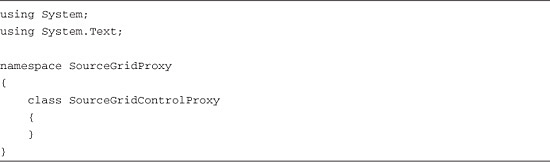 using System;
using System.Text;

namespace SourceGridProxy
{
    class SourceGridControlProxy
    {
    }
}